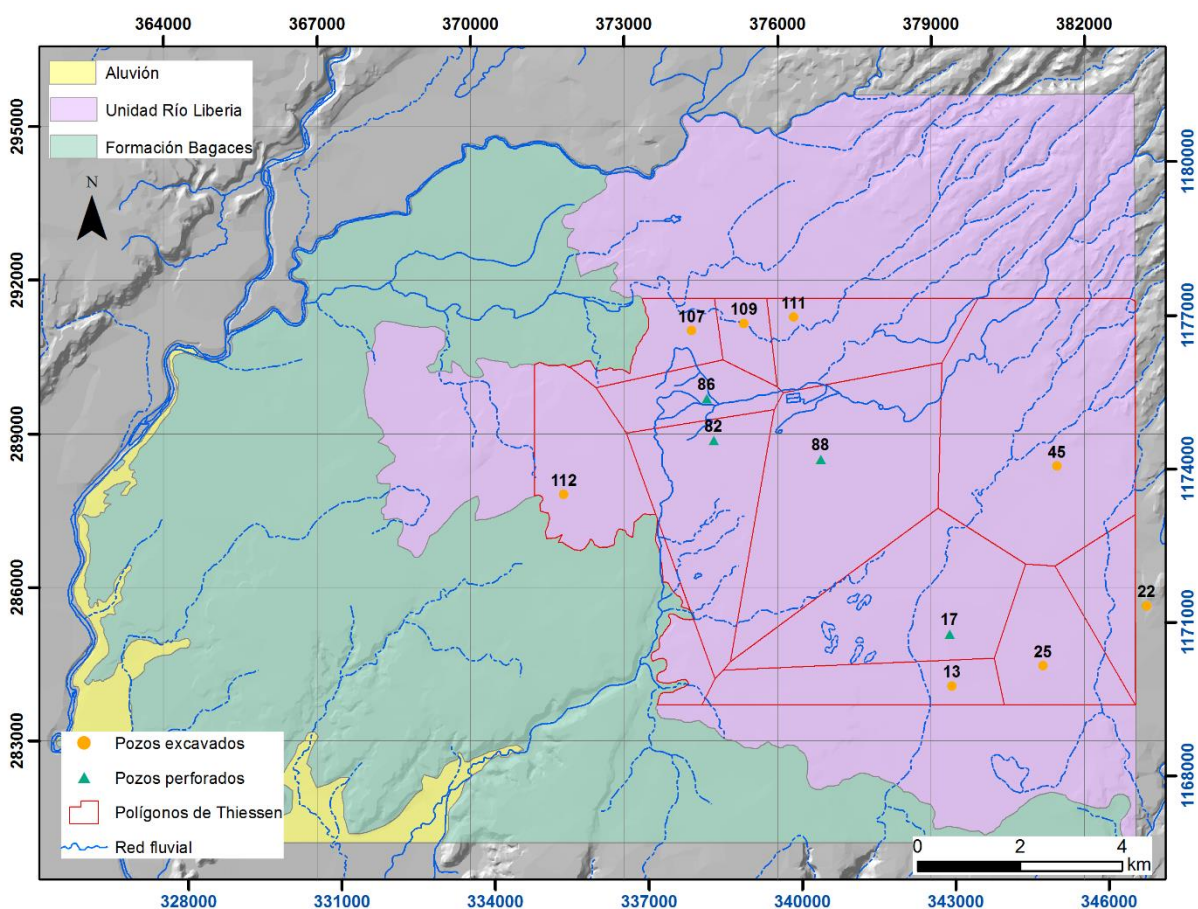 364000 367000 370000 373000 376000 379000 382000
Aluvión
Unidad Río Liberia
Formación Bagaces
N
295000
292000
289000
286000
283000
1180000
1177000
1174000
1171000
1168000
107 109 111
86
82
88
45
112
22
17
25
13
Pozos excavados
Pozos perforados
Polígonos de Thiessen
Red fluvial
0 2 4
km
328000 331000 334000 337000 340000 343000 346000